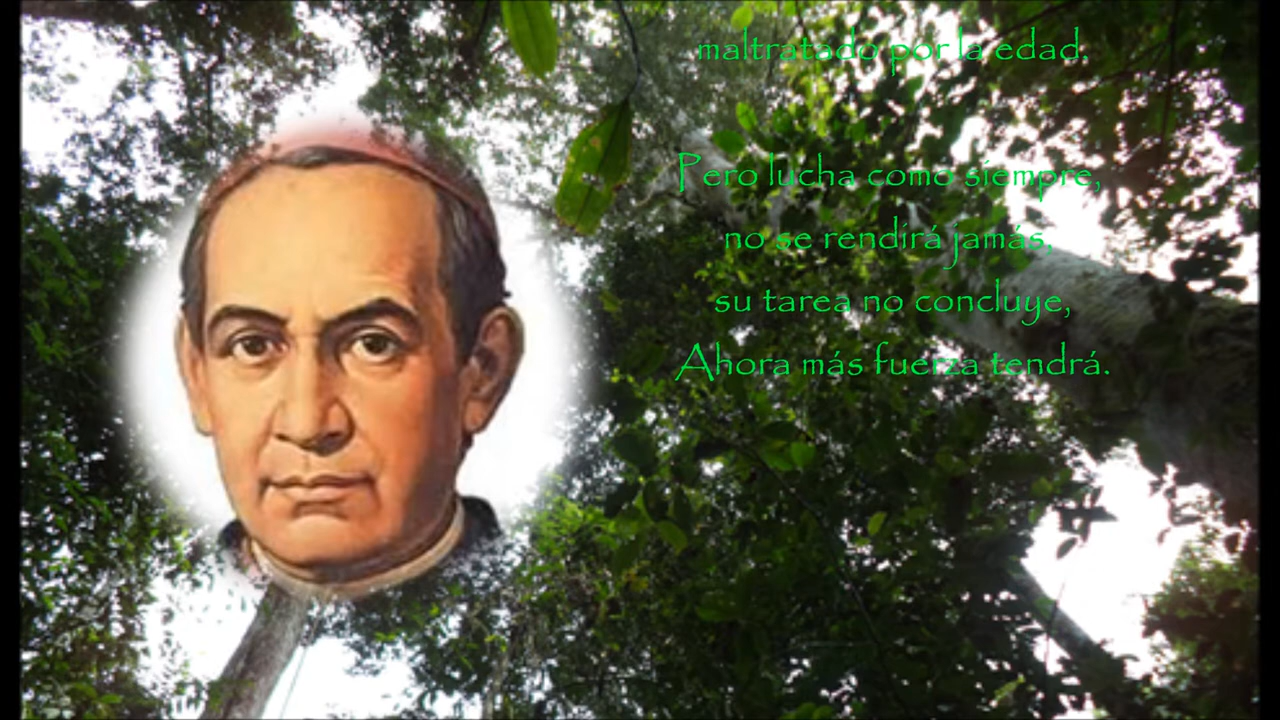 maltratado por la edad.
Pero lucha como siempre,
no se rendirá jamás,
su tarea no concluye,
Ahora más fuerza tendrá.